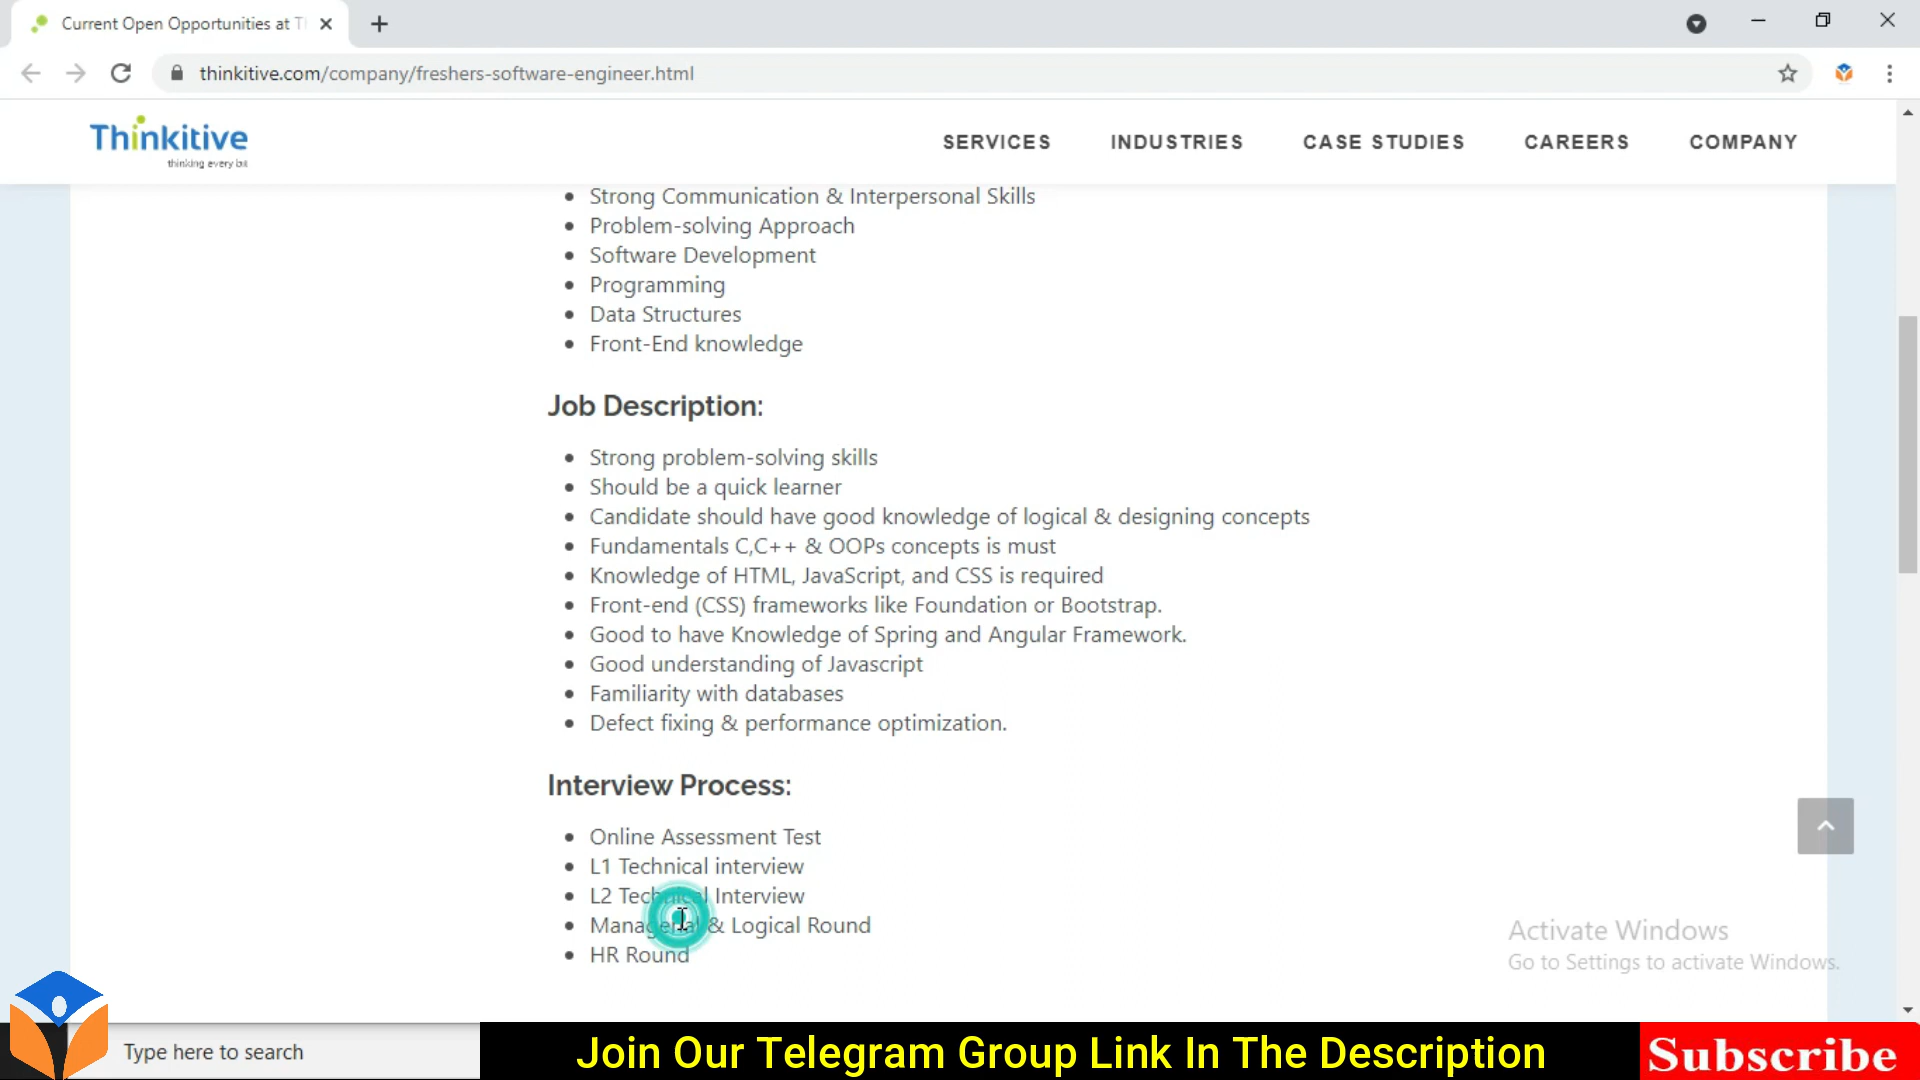 Current Open Opportunities at T
thinkitive.com/company/freshers-software-engineer.html
Thinkitive
thinking every bit
SERVICES
INDUSTRIES
CASE STUDIES
CAREERS
COMPANY
Strong Communication & Interpersonal Skills
Problem-solving Approach
Software Development
Programming
Data Structures
Front-End knowledge
Job Description:
Strong problem-solving skills
Should be a quick learner
Candidate should have good knowledge of logical & designing concepts
Fundamentals C,C++ & OOPs concepts is must
Knowledge of HTML, JavaScript, and CSS is required
Front-end (CSS) frameworks like Foundation or Bootstrap.
Good to have Knowledge of Spring and Angular Framework.
Good understanding of Javascript
Familiarity with databases
Defect fixing & performance optimization.
Interview Process:
Online Assessment Test
L1 Technical interview
L2 Technical Interview
Managerial & Logical Round
HR Round
Activate Windows
Go to Settings to activate Windows.
Type here to search
Join Our Telegram Group Link In The Description
Subscribe